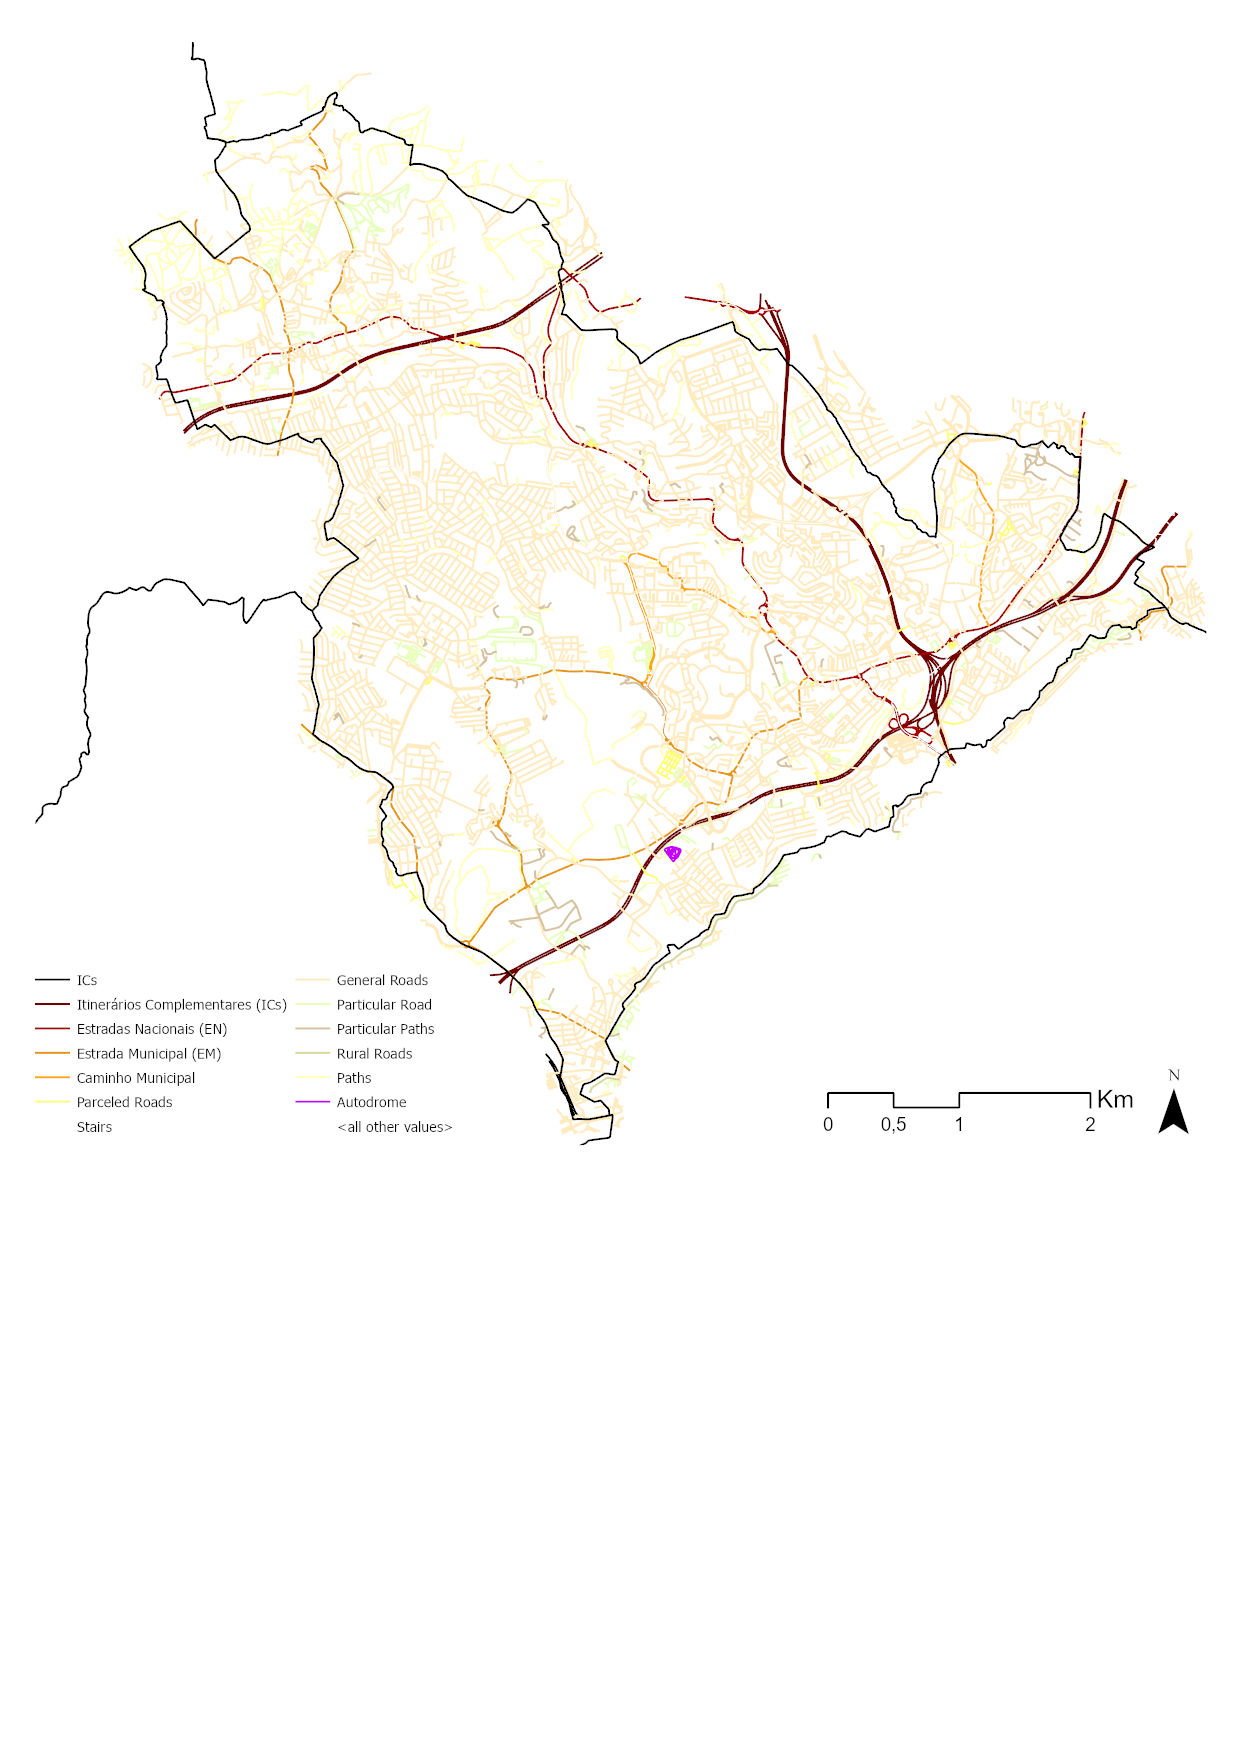 ICs
Itinerários Complementares (ICs)
Estradas Nacionais (EN)
Estrada Municipal (EM)
Caminho Municipal
Parceled Roads
Stairs
General Roads
Particular Road
Particular Paths
Rural Roads
Paths
Autodrome
<all other values>
Km
0 0,5 1 2
N